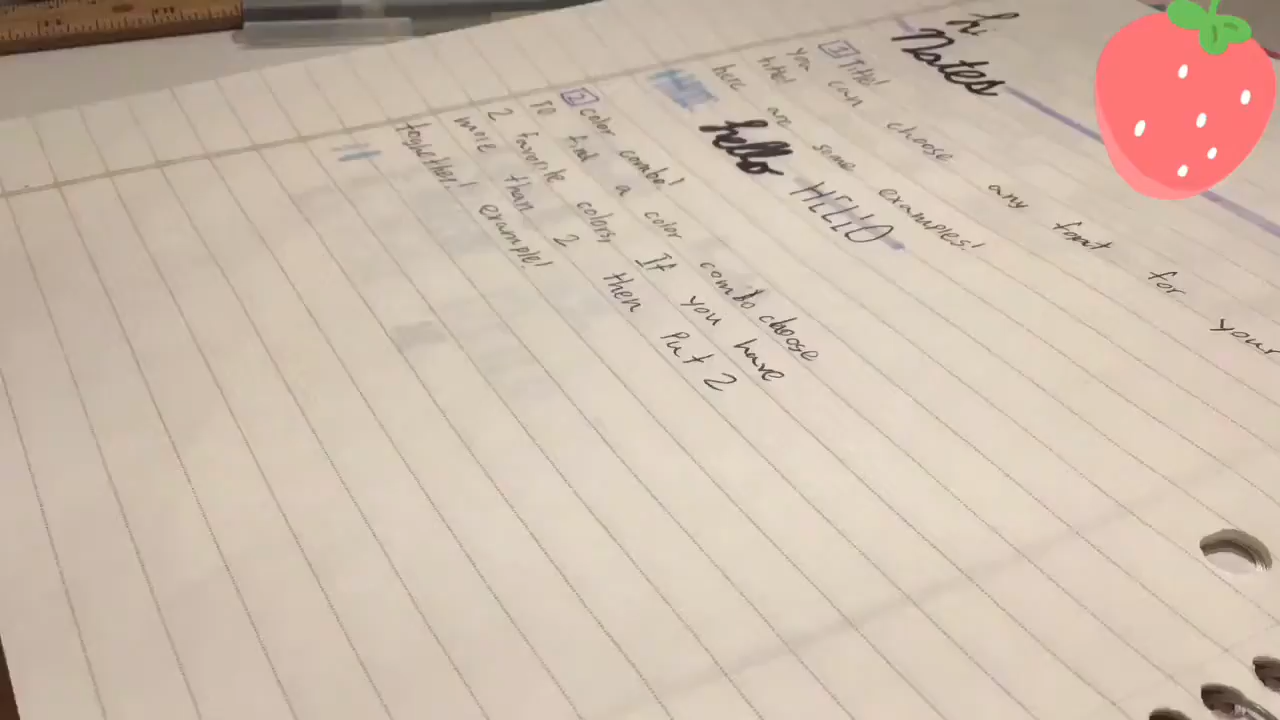 hi
Notes
1 Title!
You can choose any font for your
title!
here are some examples!
hello HELLO
2 Color combo!
To find a color combo choose
2 favorite colors, If you have
more than 2 then Put 2
together! example!